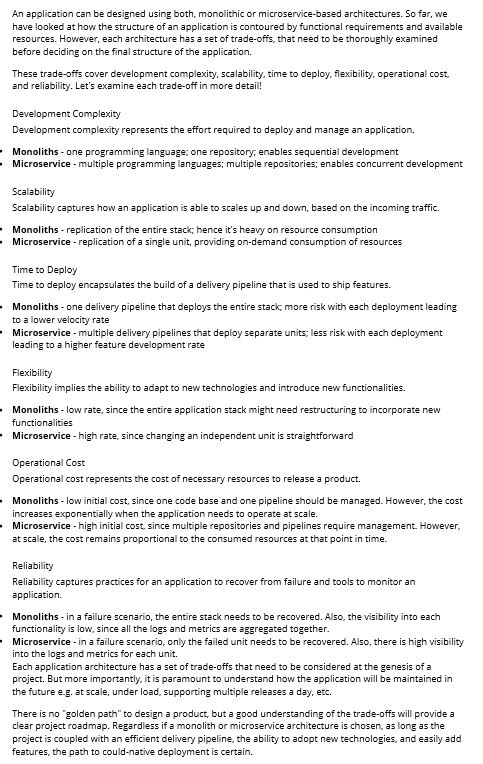 An application can be designed using both, monolithic or microservice-based architectures. So far, we
have looked at how the structure of an application is contoured by functional requirements and available
resources. However, each architecture has a set of trade-offs, that need to be thoroughly examined
before deciding on the final structure of the application.
These trade-offs cover development complexity, scalability, time to deploy, flexibility, operational cost,
and reliability. Let's examine each trade-off in more detail!
Development Complexity
Development complexity represents the effort required to deploy and manage an application.
• Monoliths - one programming language; one repository; enables sequential development
• Microservice - multiple programming languages; multiple repositories; enables concurrent development
Scalability
Scalability captures how an application is able to scales up and down, based on the incoming traffic.
• Monoliths - replication of the entire stack; hence it's heavy on resource consumption
• Microservice - replication of a single unit, providing on-demand consumption of resources
Time to Deploy
Time to deploy encapsulates the build of a delivery pipeline that is used to ship features.
• Monoliths - one delivery pipeline that deploys the entire stack; more risk with each deployment leading
to a lower velocity rate
• Microservice - multiple delivery pipelines that deploy separate units; less risk with each deployment
leading to a higher feature development rate
Flexibility
Flexibility implies the ability to adapt to new technologies and introduce new functionalities.
• Monoliths - low rate, since the entire application stack might need restructuring to incorporate new
functionalities
• Microservice - high rate, since changing an independent unit is straightforward
Operational Cost
Operational cost represents the cost of necessary resources to release a product.
• Monoliths - low initial cost, since one code base and one pipeline should be managed. However, the cost
increases exponentially when the application needs to operate at scale.
• Microservice - high initial cost, since multiple repositories and pipelines require management. However,
at scale, the cost remains proportional to the consumed resources at that point in time.
Reliability
Reliability captures practices for an application to recover from failure and tools to monitor an
application.
• Monoliths - in a failure scenario, the entire stack needs to be recovered. Also, the visibility into each
functionality is low, since all the logs and metrics are aggregated together.
• Microservice - in a failure scenario, only the failed unit needs to be recovered. Also, there is high visibility
into the logs and metrics for each unit.
Each application architecture has a set of trade-offs that need to be considered at the genesis of a
project. But more importantly, it is paramount to understand how the application will be maintained in
the future e.g. at scale, under load, supporting multiple releases a day, etc.
There is no "golden path" to design a product, but a good understanding of the trade-offs will provide a
clear project roadmap. Regardless if a monolith or microservice architecture is chosen, as long as the
project is coupled with an efficient delivery pipeline, the ability to adopt new technologies, and easily add
features, the path to could-native deployment is certain.